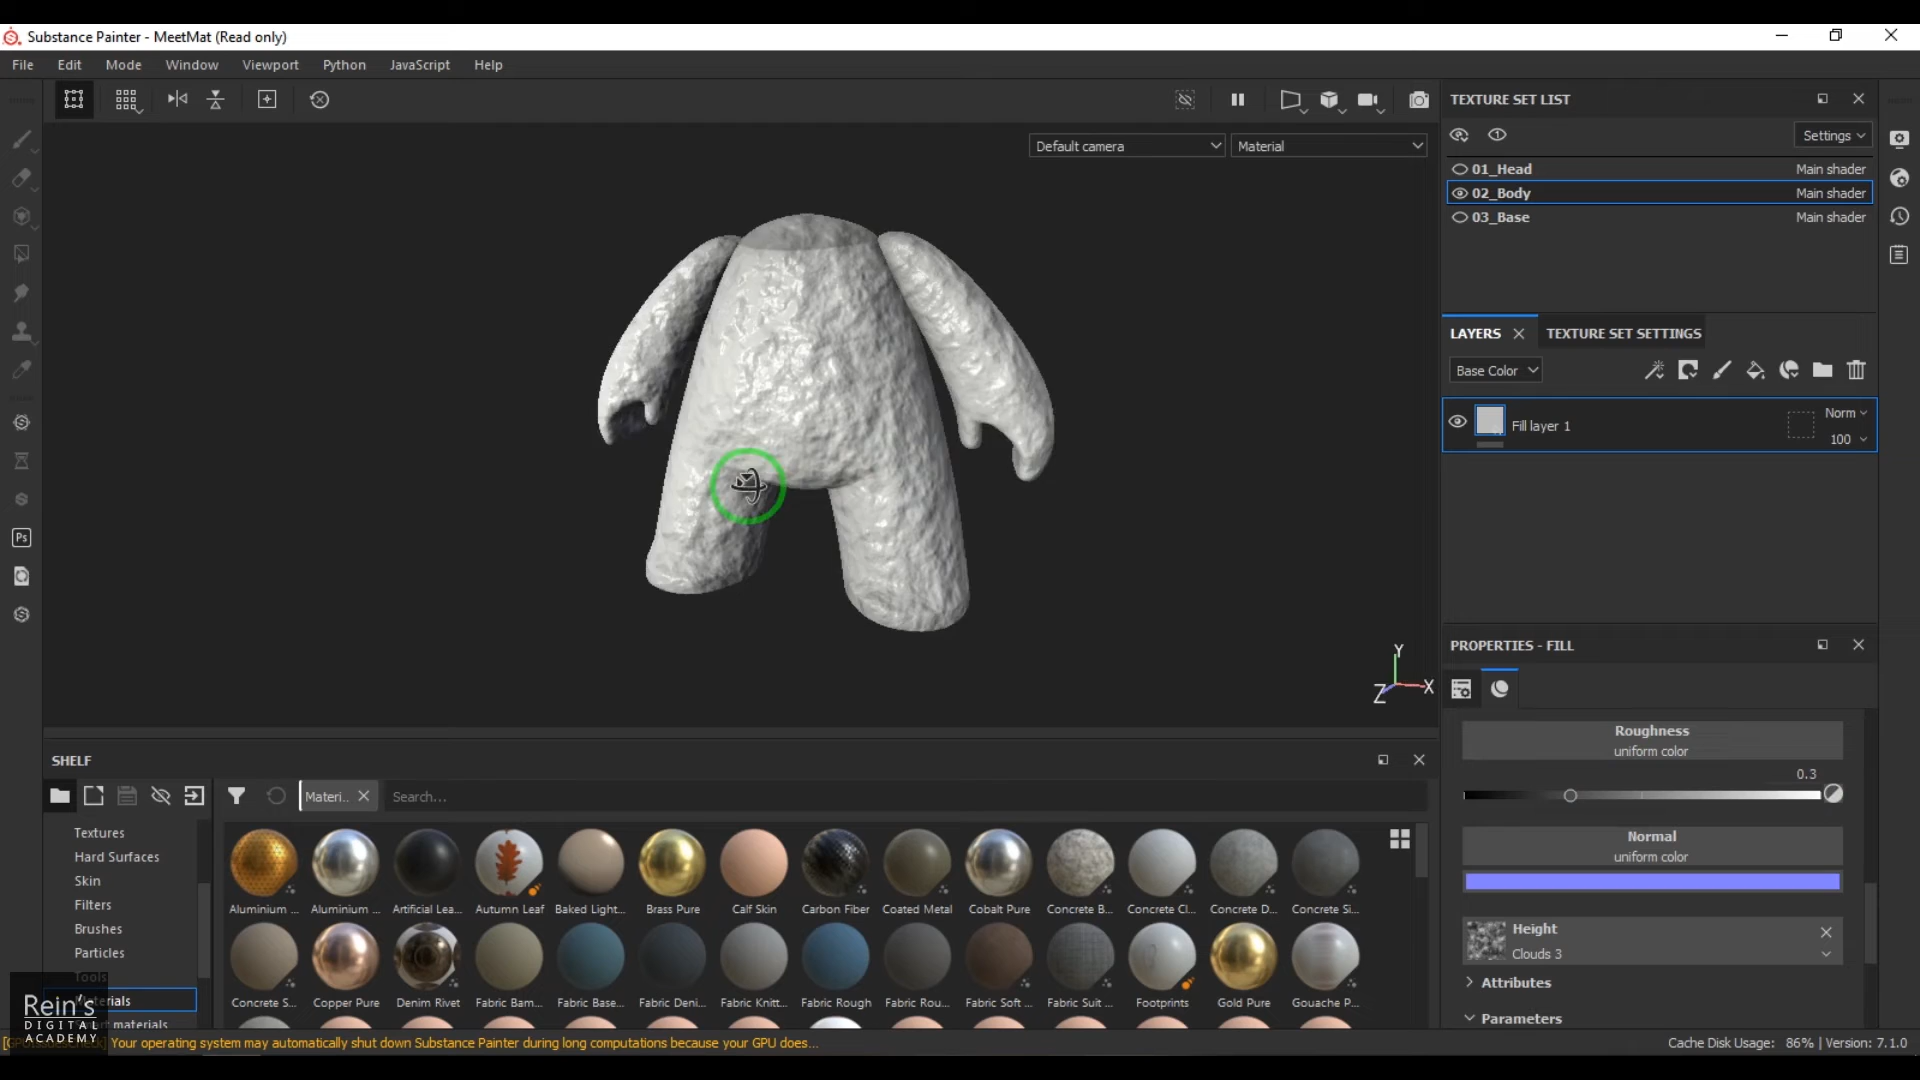 Substance Painter - MeetMat (Read only)
File Edit Mode Window Viewport Python JavaScript Help
Default camera Material
TEXTURE SET LIST
Settings
01_Head Main shader
02_Body Main shader
03_Base Main shader
LAYERS TEXTURE SET SETTINGS
Base Color
Fill layer 1 Norm
100
Y
X
Z
PROPERTIES - FILL
Roughness
uniform color
0.3
Normal
uniform color
Height
Clouds 3
Attributes
Parameters
SHELF
Materi.. Search...
Textures
Hard Surfaces
Skin
Filters
Brushes
Particles
Tools
Ps
Aluminium ... Aluminium ... Artificial Lea... Autumn Leaf Baked Light... Brass Pure Calf Skin Carbon Fiber Coated Metal Cobalt Pure Concrete B... Concrete Cl... Concrete D... Concrete Si...
Concrete S... Copper Pure Denim Rivet Fabric Bam... Fabric Base... Fabric Deni... Fabric Knitt... Fabric Rough Fabric Rou... Fabric Soft ... Fabric Suit ... Footprints Gold Pure Gouache P...
Rein's
DIGITAL
ACADEMY
Your operating system may automatically shut down Substance Painter during long computations because your GPU does...
Cache Disk Usage: 86% | Version: 7.1.0